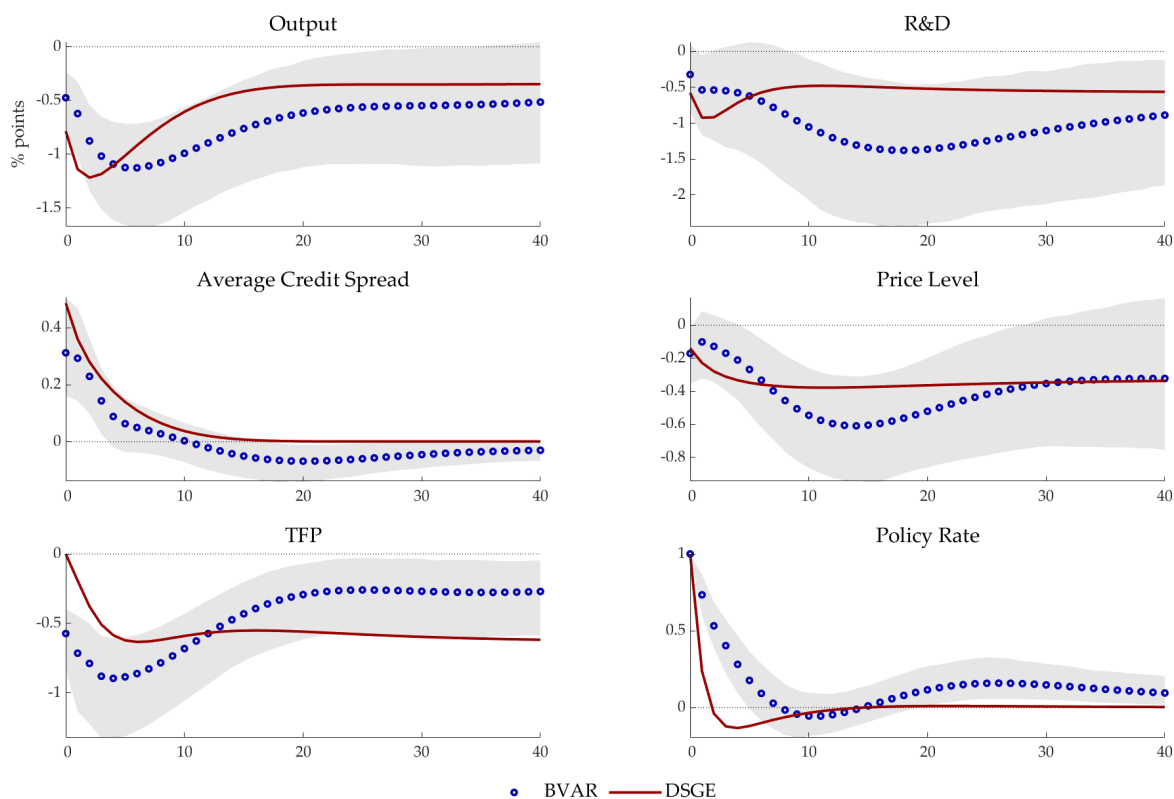 Output
R&D
% points
0
-0.5
-1
-1.5
0 10 20 30 40
0
-0.5
-1
-1.5
-2
0 10 20 30 40
Average Credit Spread
Price Level
0.4
0.2
0
0 10 20 30 40
0
-0.2
-0.4
-0.6
-0.8
0 10 20 30 40
TFP
Policy Rate
0
-0.5
-1
0 10 20 30 40
1
0.5
0
0 10 20 30 40
BVAR DSGE